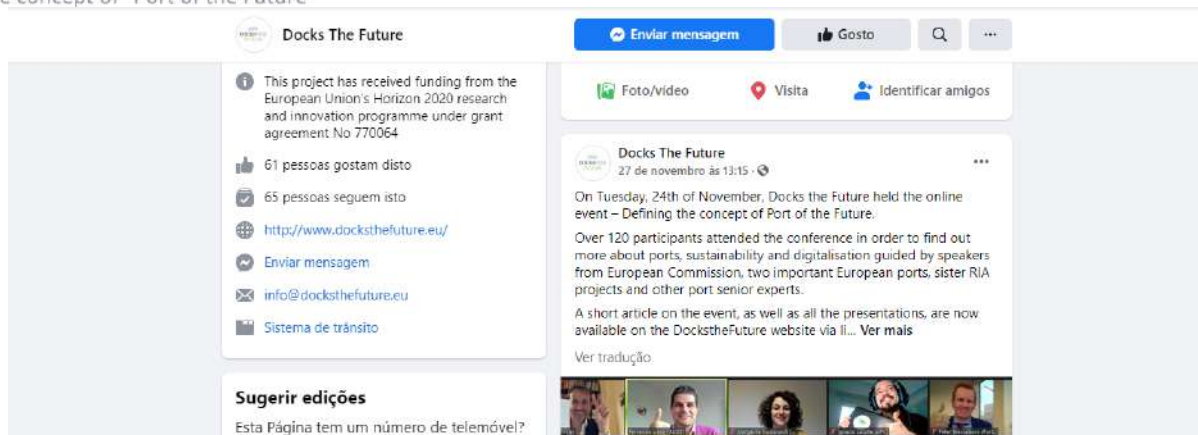 e concept of "Port of the Future"
Docks The Future
Enviar mensagem
Gosto
This project has received funding from the
European Union's Horizon 2020 research
and innovation programme under grant
agreement No 770064
61 pessoas gostam disto
65 pessoas seguem isto
http://www.docksthefuture.eu/
Enviar mensagem
info@docksthefuture.eu
Sistema de trânsito
Sugerir edições
Esta Página tem um número de telemóvel?
Foto/vídeo
Visita
Identificar amigos
Docks The Future
27 de novembro às 13:15 ·
On Tuesday, 24th of November, Docks the Future held the online
event – Defining the concept of Port of the Future.
Over 120 participants attended the conference in order to find out
more about ports, sustainability and digitalisation guided by speakers
from European Commission, two important European ports, sister RIA
projects and other port senior experts.
A short article on the event, as well as all the presentations, are now
available on the DockstheFuture website via li... Ver mais
Ver tradução